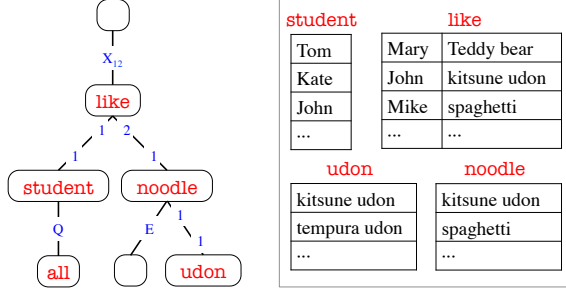 X12
like
1 2
1 1
student noodle
Q E 1
1
all udon
student
Tom
Kate
John
...
like
Mary Teddy bear
John kitsune udon
Mike spaghetti
... ...
udon
kitsune udon
tempura udon
...
noodle
kitsune udon
spaghetti
...